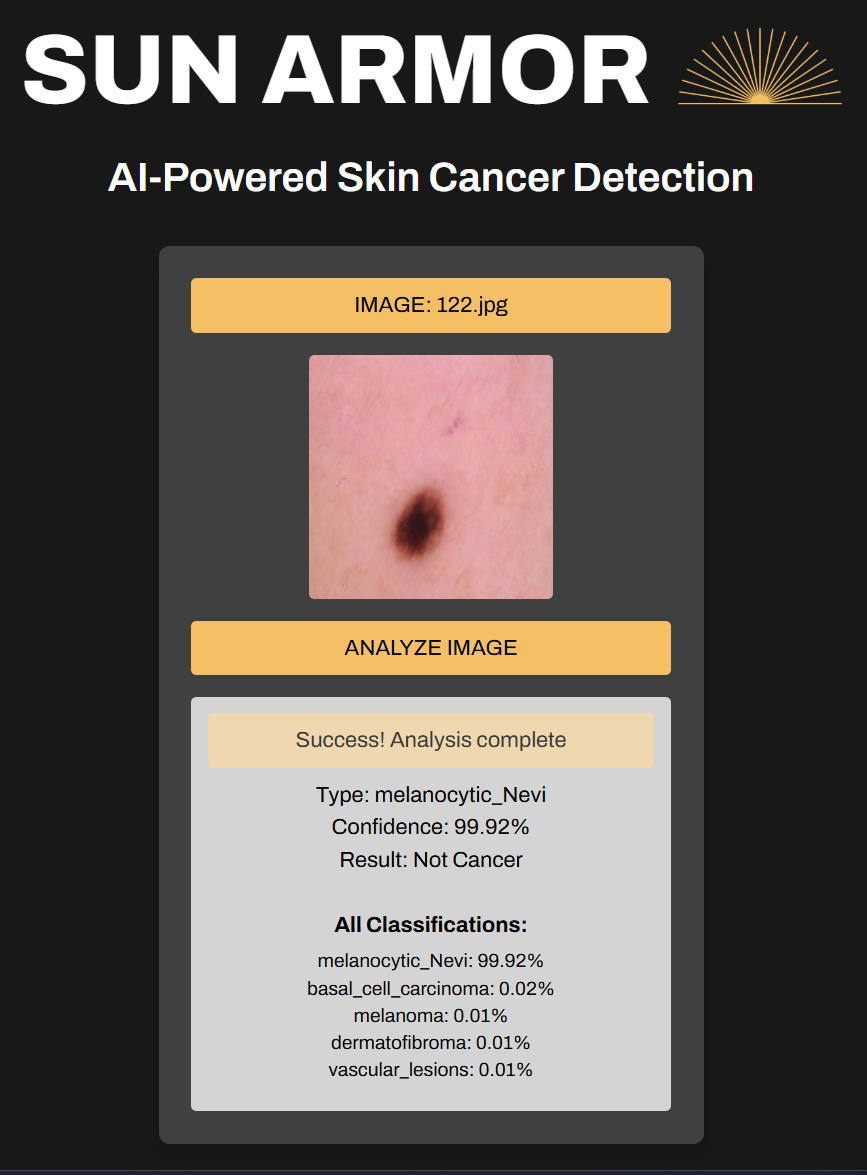 SUN ARMOR
AI-Powered Skin Cancer Detection
IMAGE: 122.jpg
ANALYZE IMAGE
Success! Analysis complete
Type: melanocytic_Nevi
Confidence: 99.92%
Result: Not Cancer
All Classifications:
melanocytic_Nevi: 99.92%
basal_cell_carcinoma: 0.02%
melanoma: 0.01%
dermatofibroma: 0.01%
vascular_lesions: 0.01%